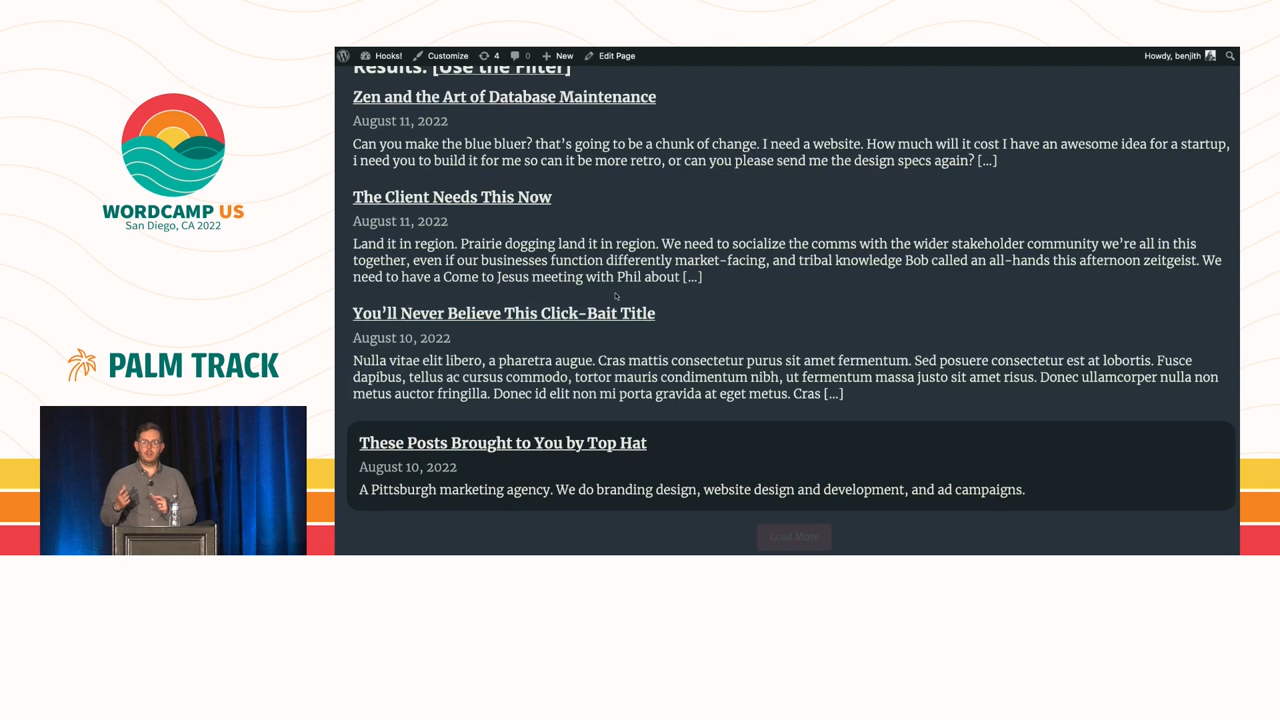 WORDCAMP US
San Diego, CA 2022
PALM TRACK
Hooks!
Customize
4
0
New
Edit Page
Howdy, benjith
Results: [Use the Filter]
Zen and the Art of Database Maintenance
August 11, 2022
Can you make the blue bluer? that’s going to be a chunk of change. I need a website. How much will it cost I have an awesome idea for a startup,
i need you to build it for me so can it be more retro, or can you please send me the design specs again? […]
The Client Needs This Now
August 11, 2022
Land it in region. Prairie dogging land it in region. We need to socialize the comms with the wider stakeholder community we’re all in this
together, even if our businesses function differently market-facing, and tribal knowledge Bob called an all-hands this afternoon zeitgeist. We
need to have a Come to Jesus meeting with Phil about […]
You’ll Never Believe This Click-Bait Title
August 10, 2022
Nulla vitae elit libero, a pharetra augue. Cras mattis consectetur purus sit amet fermentum. Sed posuere consectetur est at lobortis. Fusce
dapibus, tellus ac cursus commodo, tortor mauris condimentum nibh, ut fermentum massa justo sit amet risus. Donec ullamcorper nulla non
metus auctor fringilla. Donec id elit non mi porta gravida at eget metus. Cras […]
These Posts Brought to You by Top Hat
August 10, 2022
A Pittsburgh marketing agency. We do branding design, website design and development, and ad campaigns.
Load More